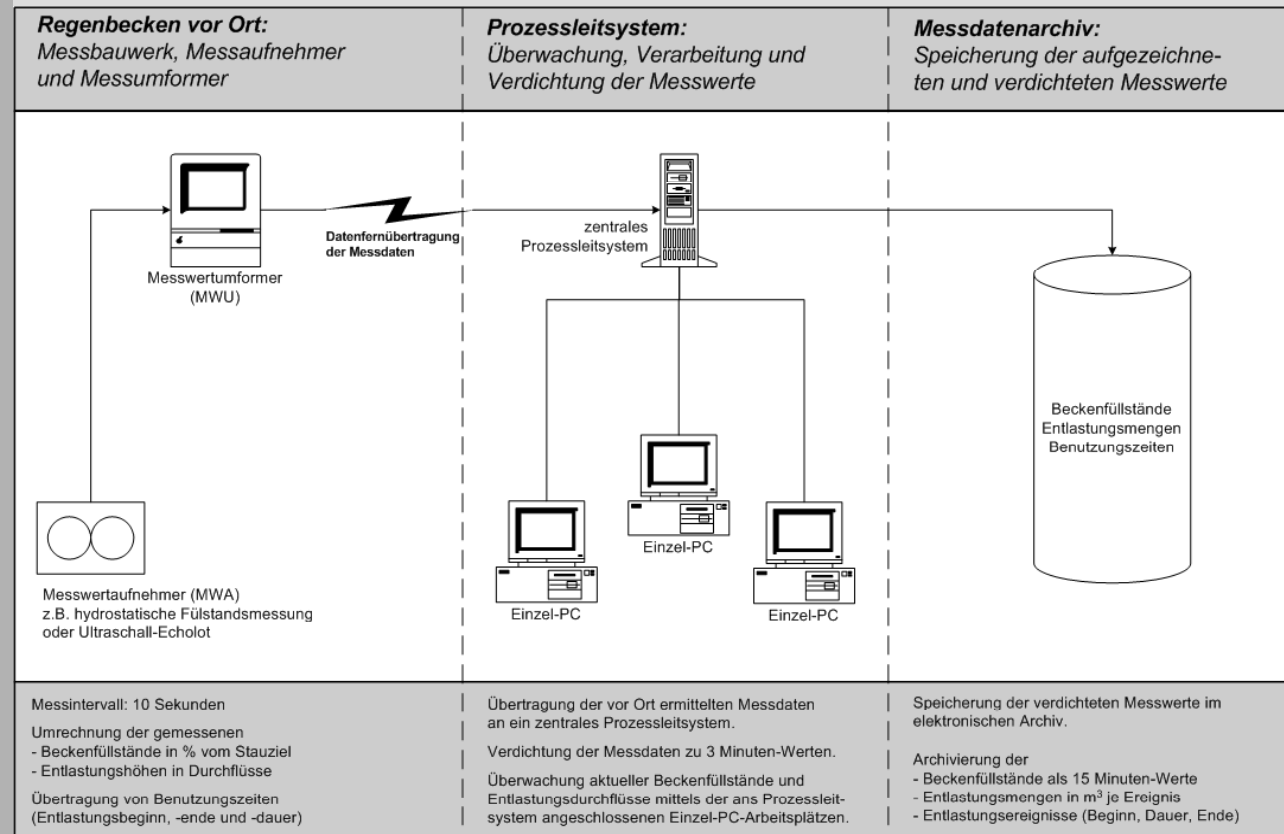 Regenbecken vor Ort:
Messbauwerk, Messaufnehmer
und Messumformer
Prozessleitsystem:
Überwachung, Verarbeitung und
Verdichtung der Messwerte
Messdatenarchiv:
Speicherung der aufgezeichne-
ten und verdichteten Messwerte
Messwertumformer
(MWU)
Datenfernübertragung
der Messdaten
zentrales
Prozessleitsystem
Beckenfüllstände
Entlastungsmengen
Benutzungszeiten
Einzel-PC
Einzel-PC
Einzel-PC
Messwertaufnehmer (MWA)
z.B. hydrostatische Fülstandsmessung
oder Ultraschall-Echolot
Messintervall: 10 Sekunden
Umrechnung der gemessenen
- Beckenfüllstände in % vom Stauziel
- Entlastungshöhen in Durchflüsse
Übertragung von Benutzungszeiten
(Entlastungsbeginn, -ende und -dauer)
Übertragung der vor Ort ermittelten Messdaten
an ein zentrales Prozessleitsystem.
Verdichtung der Messdaten zu 3 Minuten-Werten.
Überwachung aktueller Beckenfüllstände und
Entlastungsdurchflüsse mittels der ans Prozessleit-
system angeschlossenen Einzel-PC-Arbeitsplätzen.
Speicherung der verdichteten Messwerte im
elektronischen Archiv.
Archivierung der
- Beckenfüllstände als 15 Minuten-Werte
- Entlastungsmengen in m³ je Ereignis
- Entlastungsereignisse (Beginn, Dauer, Ende)